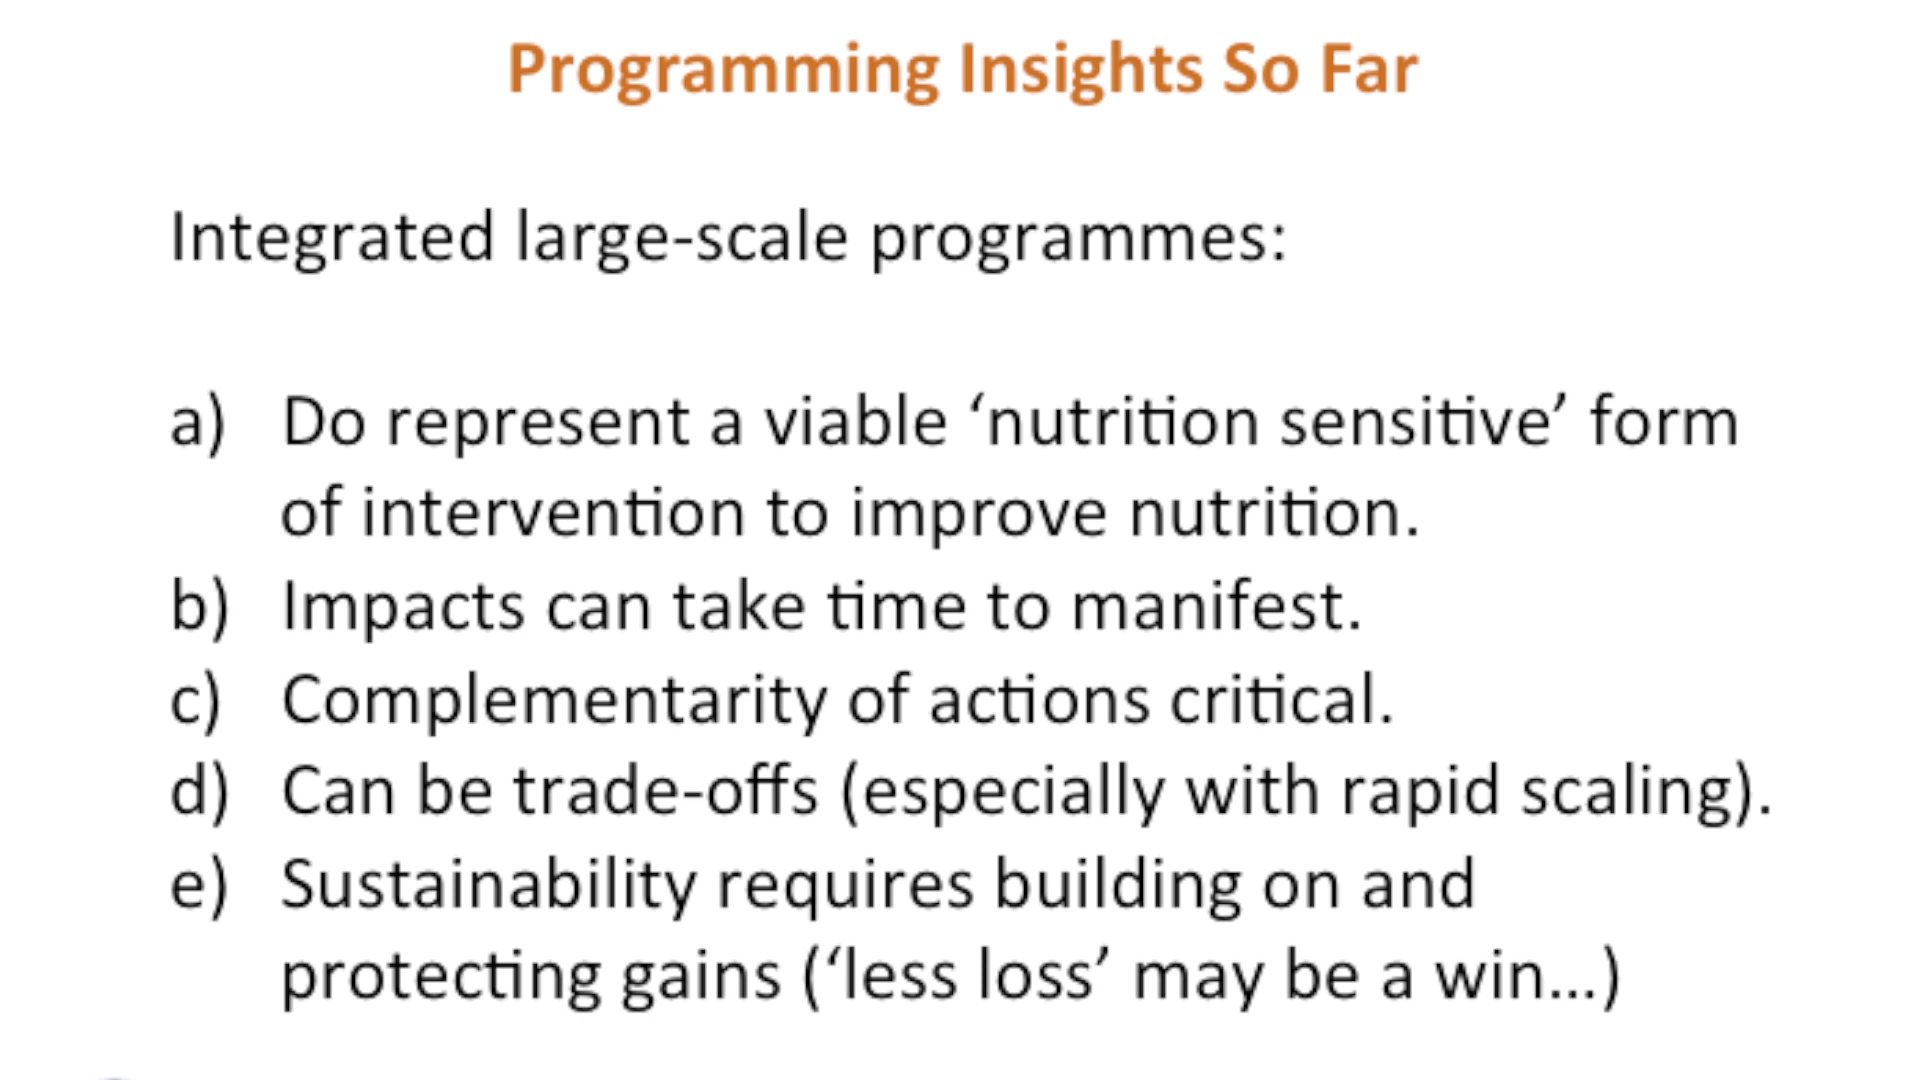 Programming Insights So Far
Integrated large-scale programmes:
a) Do represent a viable ‘nutrition sensitive’ form
of intervention to improve nutrition.
b) Impacts can take time to manifest.
c) Complementarity of actions critical.
d) Can be trade-offs (especially with rapid scaling).
e) Sustainability requires building on and
protecting gains (‘less loss’ may be a win...)